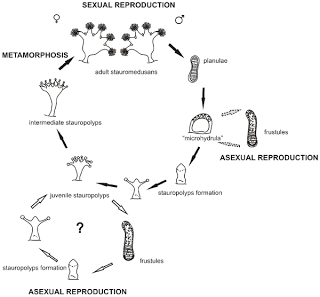 SEXUAL REPRODUCTION
♀ ♂
METAMORPHOSIS
adult stauromedusans
planulae
intermediate stauropolyps
"microhydrula"
frustules
ASEXUAL REPRODUCTION
juvenile stauropolyps
stauropolyps formation
?
frustules
stauropolyps formation
ASEXUAL REPRODUCTION